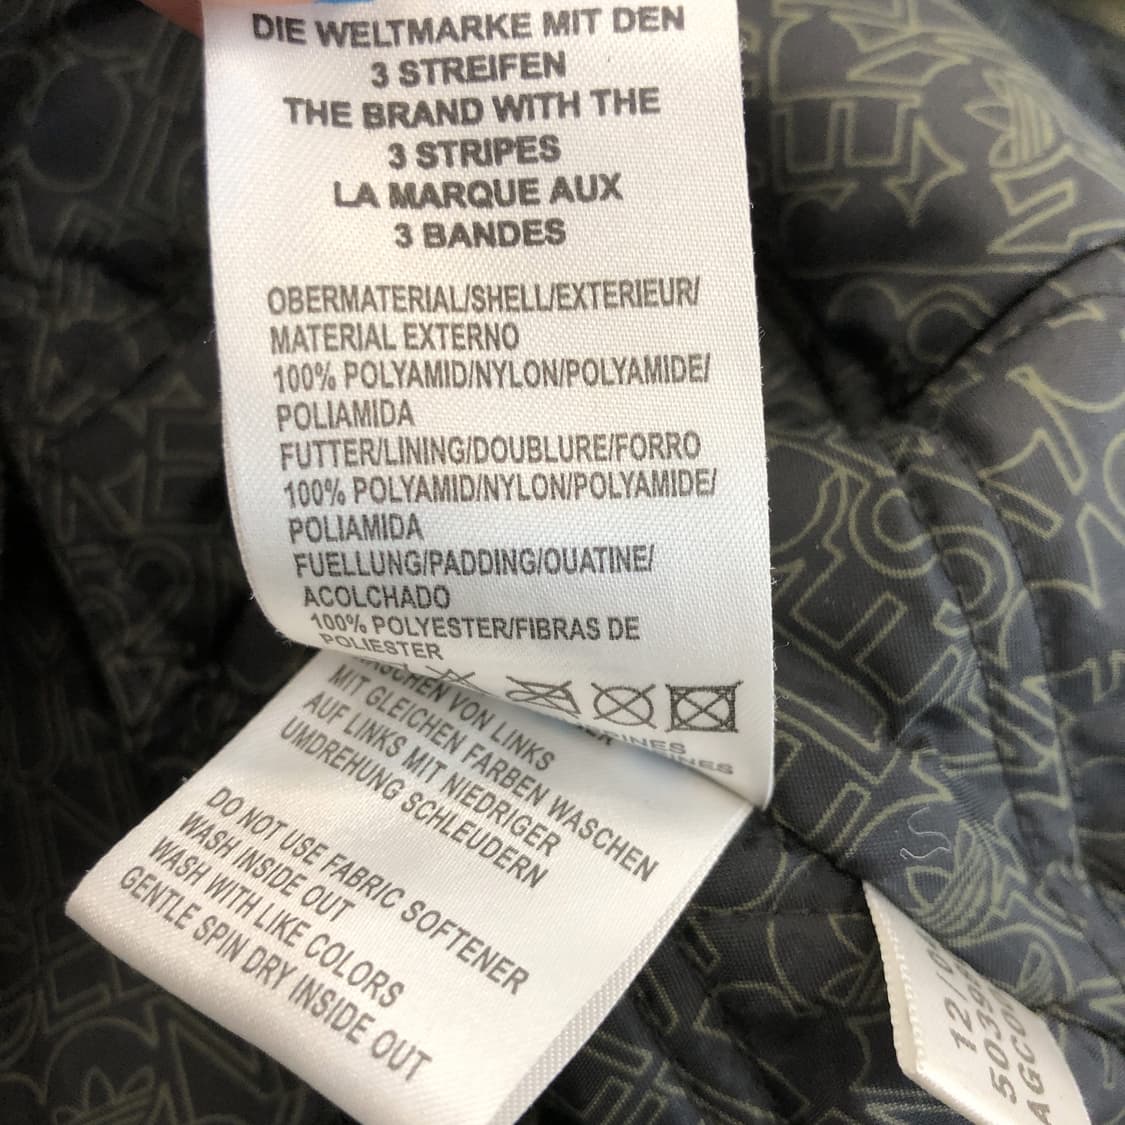 DIE WELTMARKE MIT DEN
3 STREIFEN
THE BRAND WITH THE
3 STRIPES
LA MARQUE AUX
3 BANDES
OBERMATERIAL/SHELL/EXTERIEUR/
MATERIAL EXTERNO
100% POLYAMID/NYLON/POLYAMIDE/
POLIAMIDA
FUTTER/LINING/DOUBLURE/FORRO
100% POLYAMID/NYLON/POLYAMIDE/
POLIAMIDA
FUELLUNG/PADDING/OUATINE/
ACOLCHADO
100% POLYESTER/FIBRAS DE
POLIESTER
VON LINKS
MIT GLEICHEN FARBEN WASCHEN
AUF LINKS MIT NIEDRIGER
UMDREHUNG SCHLEUDERN
DO NOT USE FABRIC SOFTENER
WASH INSIDE OUT
WASH WITH LIKE COLORS
GENTLE SPIN DRY INSIDE OUT